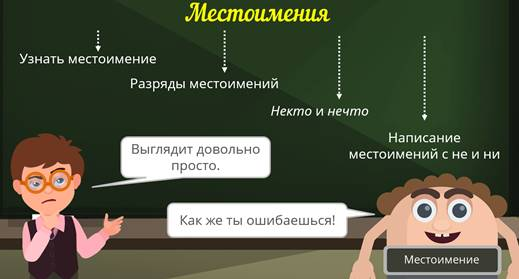 Местоимения
Узнать местоимение
Разряды местоимений
Некто и нечто
Написание
местоимений с не и ни
Выглядит довольно
просто.
Как же ты ошибаешься!
Местоимение